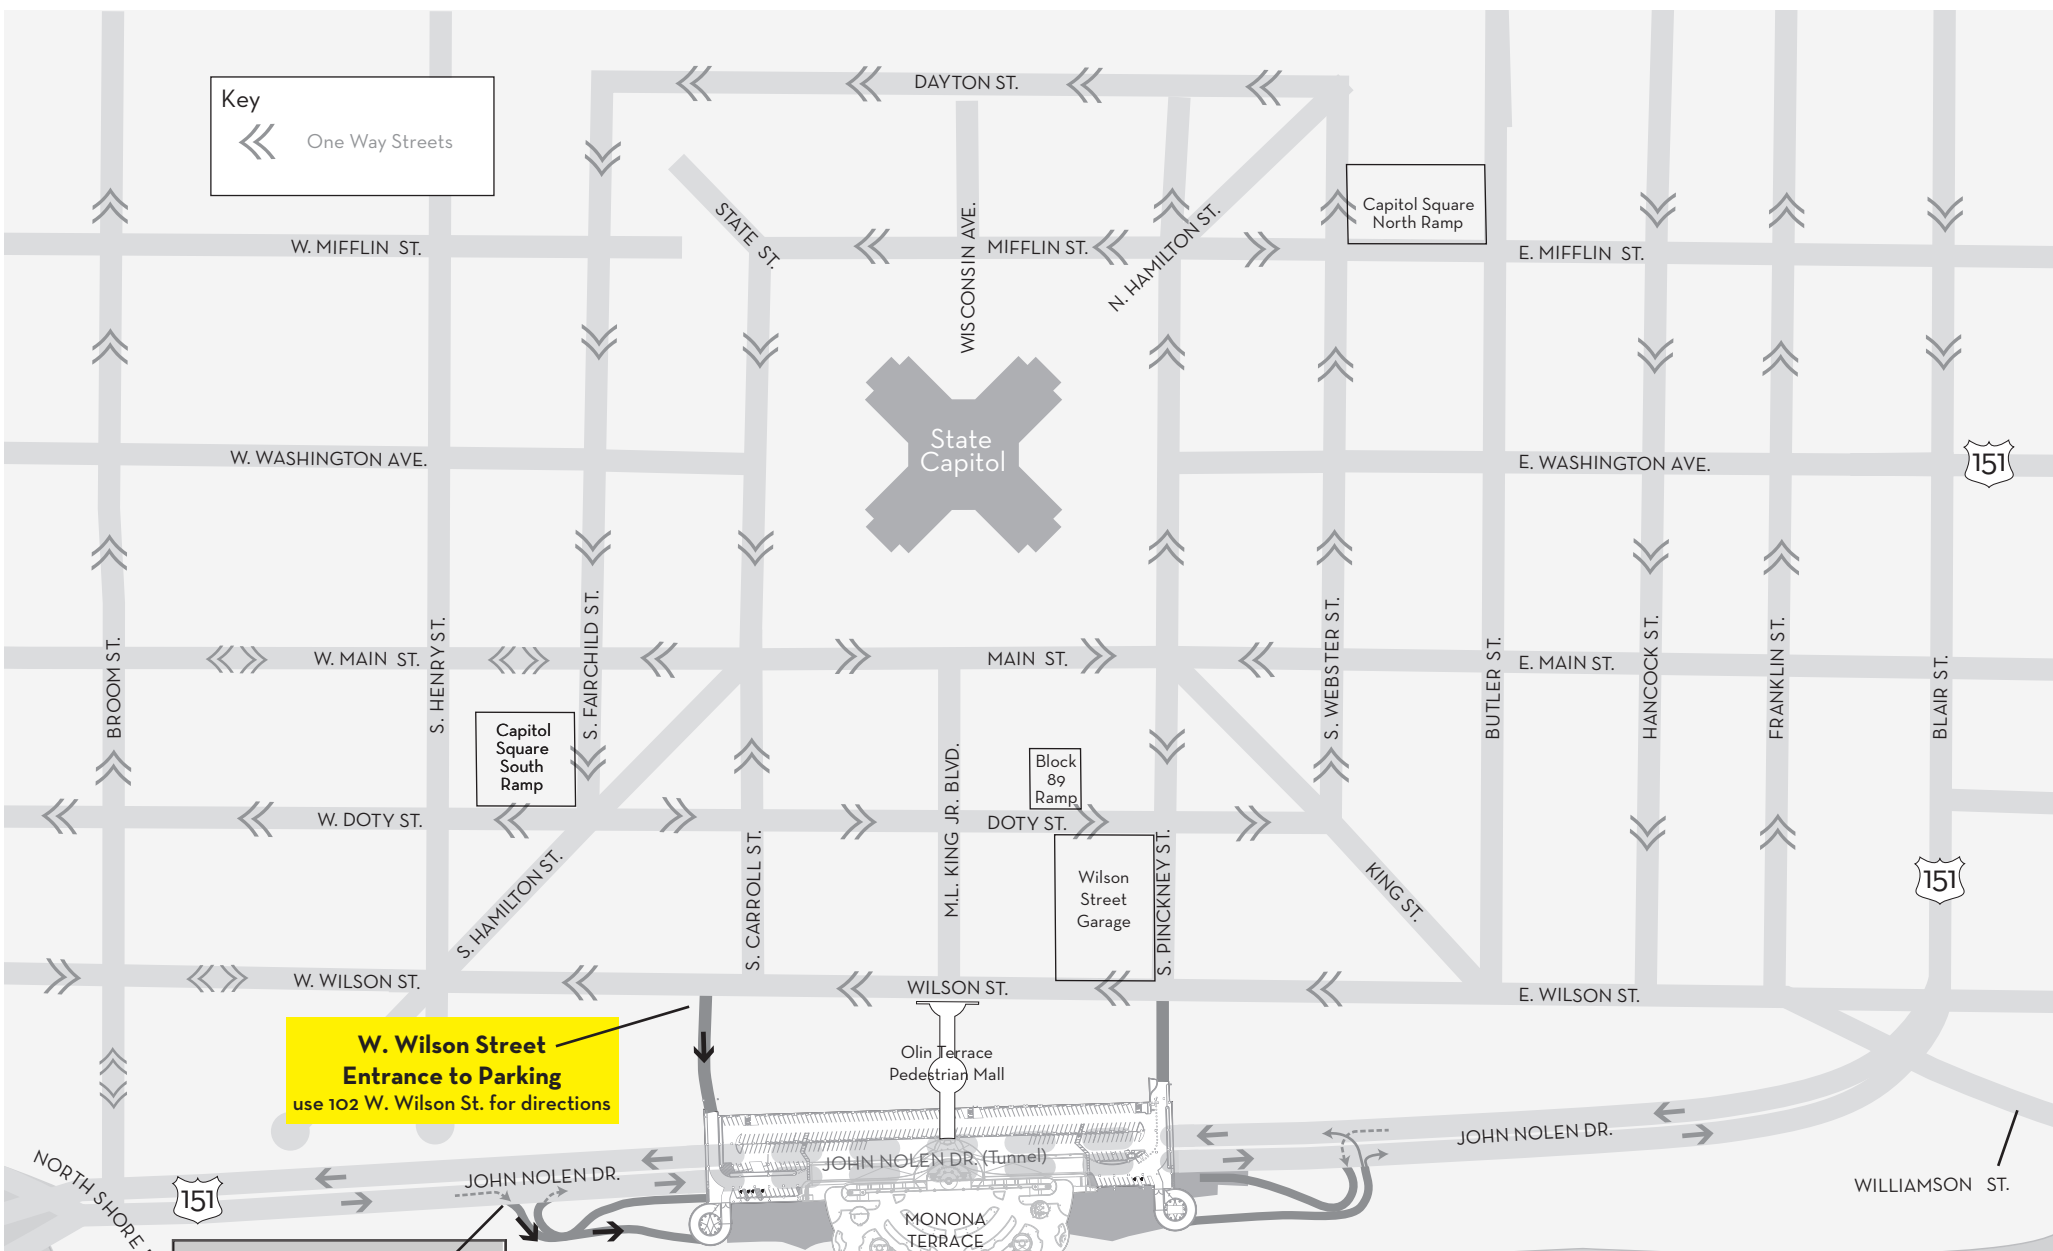 Key
One Way Streets
DAYTON ST.
STATE ST.
WISCONSIN AVE.
N. HAMILTON ST.
Capitol Square
North Ramp
W. MIFFLIN ST.
MIFFLIN ST.
E. MIFFLIN ST.
State
Capitol
W. WASHINGTON AVE.
E. WASHINGTON AVE.
151
BROOM ST.
S. HENRY ST.
S. FAIRCHILD ST.
S. WEBSTER ST.
BUTLER ST.
HANCOCK ST.
FRANKLIN ST.
BLAIR ST.
W. MAIN ST.
MAIN ST.
E. MAIN ST.
Capitol
Square
South
Ramp
Block
89
Ramp
W. DOTY ST.
DOTY ST.
S. HAMILTON ST.
S. CARROLL ST.
M.L. KING JR. BLVD.
Wilson
Street
Garage
S. PINCKNEY ST.
KING ST.
151
W. WILSON ST.
WILSON ST.
E. WILSON ST.
W. Wilson Street
Entrance to Parking
use 102 W. Wilson St. for directions
Olin Terrace
Pedestrian Mall
JOHN NOLEN DR.
JOHN NOLEN DR. (Tunnel)
JOHN NOLEN DR.
NORTH SHORE
151
WILLIAMSON ST.
MONONA
TERRACE